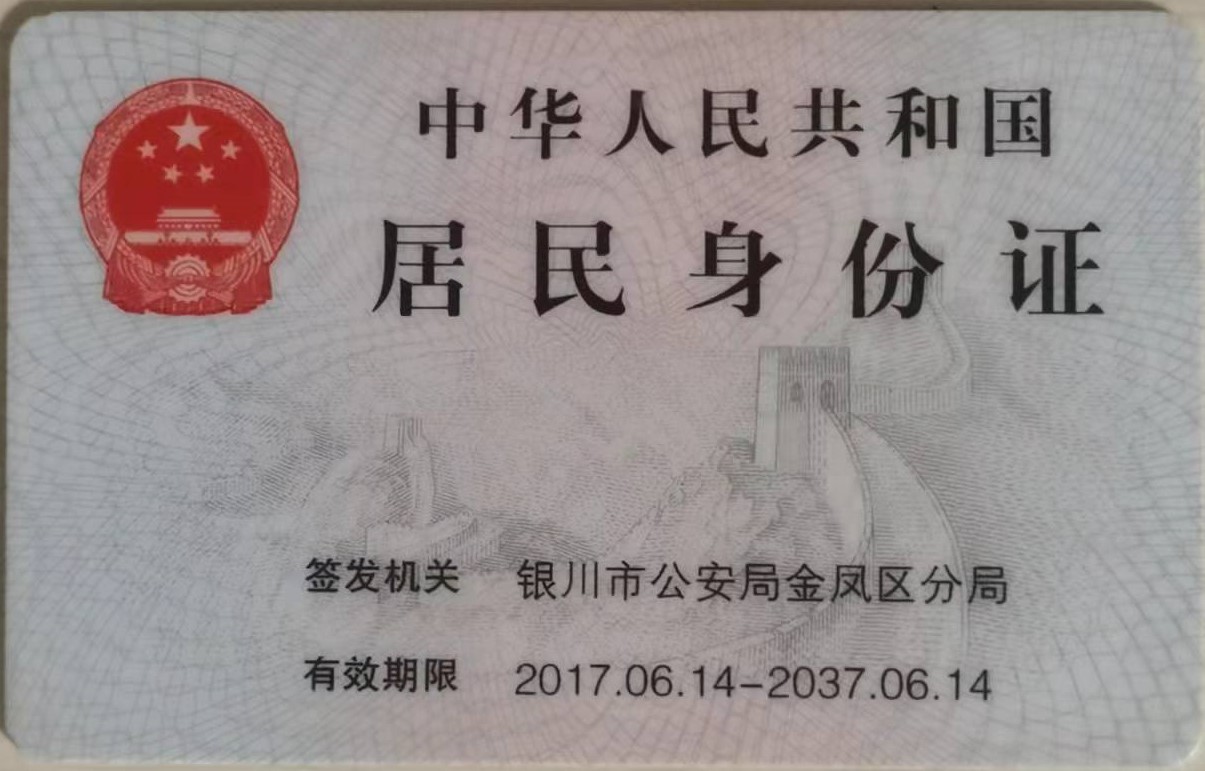 中华人民共和国
居民身份证
签发机关 银川市公安局金凤区分局
有效期限 2017.06.14-2037.06.14